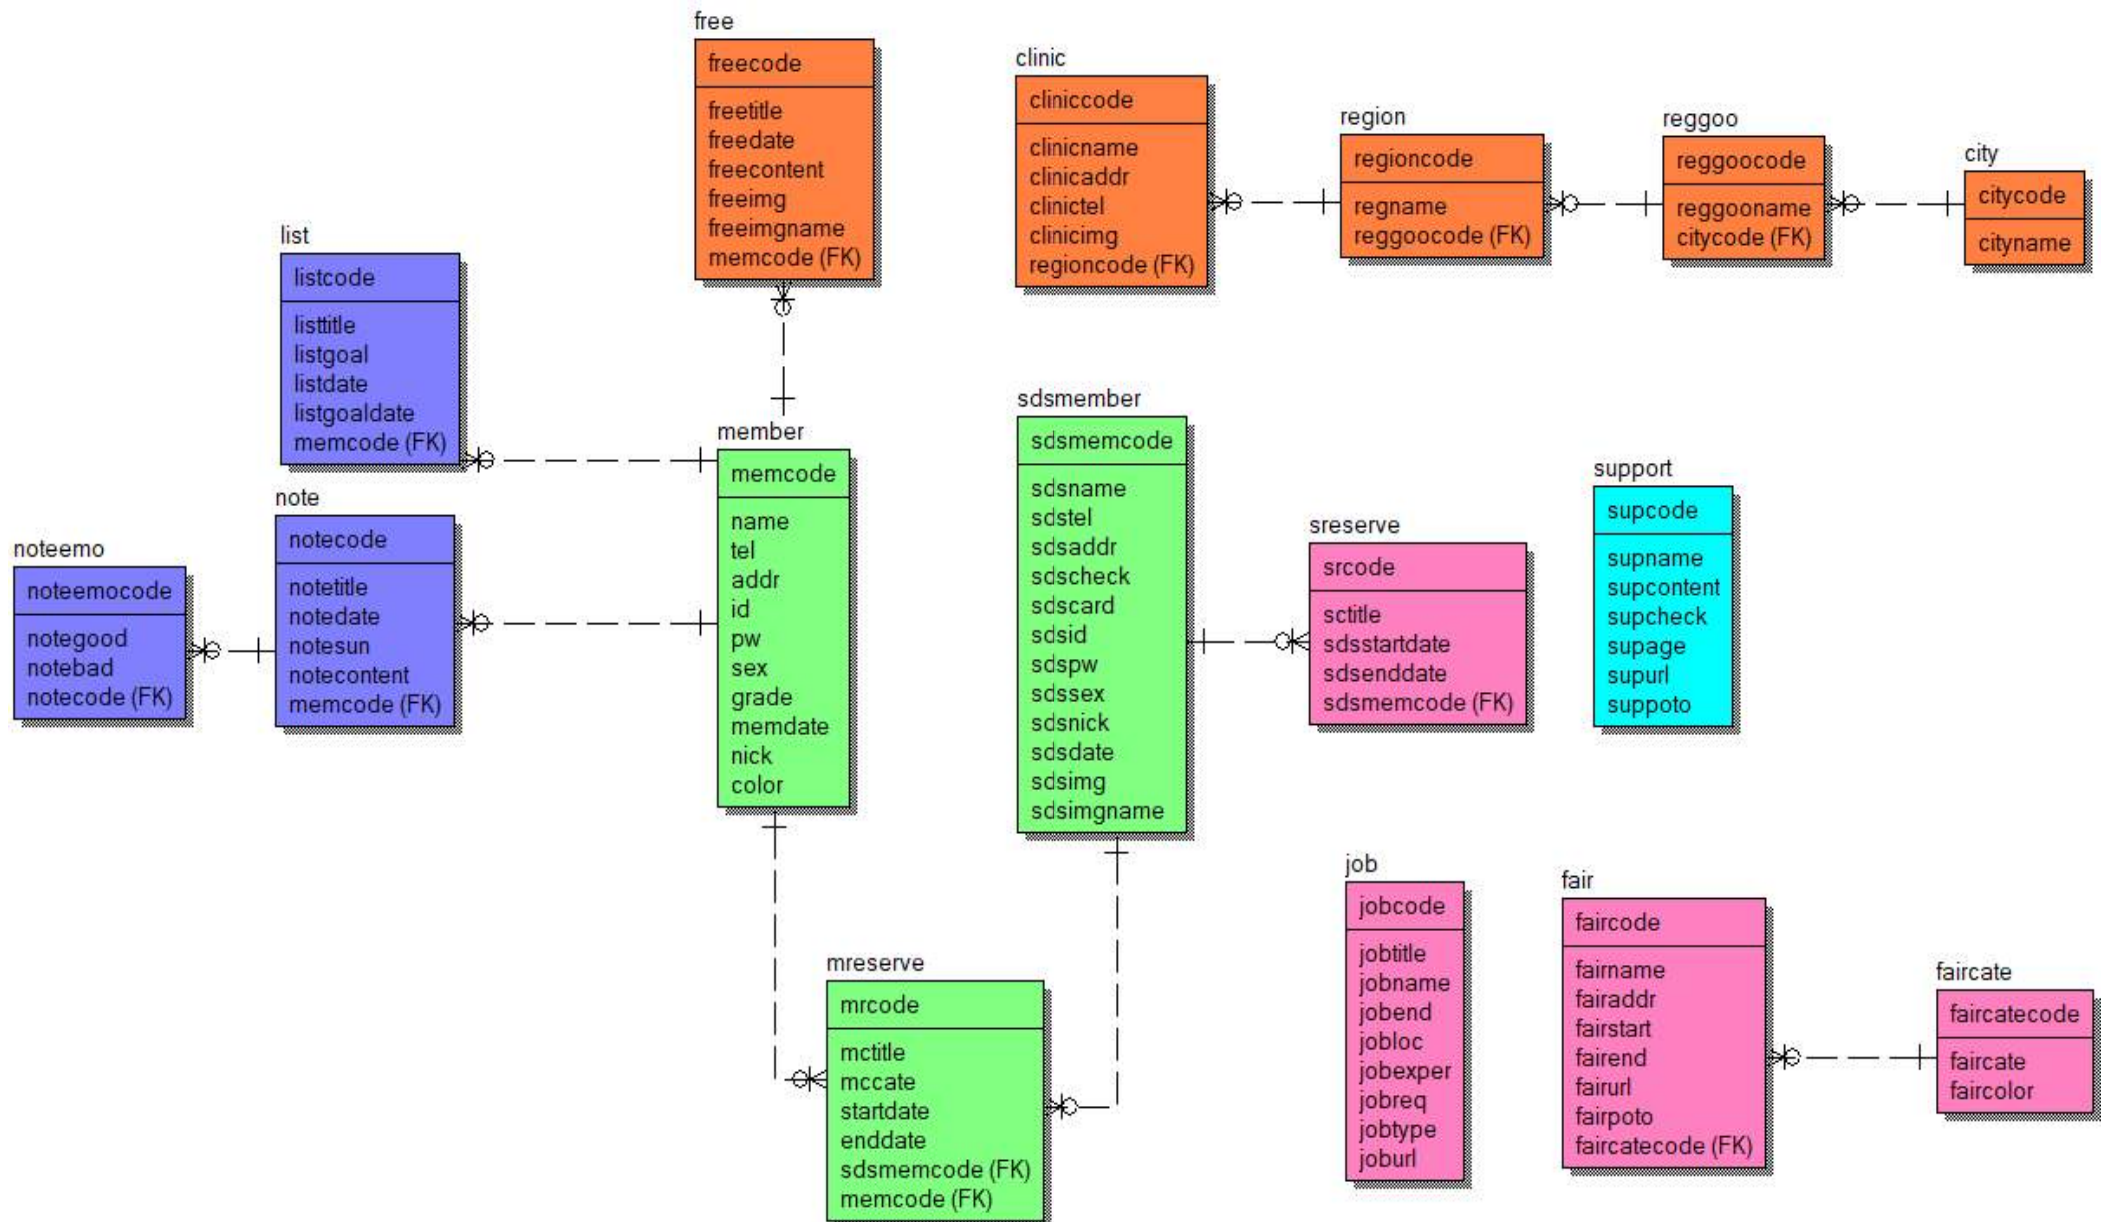 free
freecode
freetitle
freedate
freecontent
freeimg
freeimgname
memcode (FK)
clinic
cliniccode
clinicname
clinicaddr
clinictel
clinicimg
regioncode (FK)
region
regioncode
regname
reggoocode (FK)
reggoo
reggoocode
reggooname
citycode (FK)
city
citycode
cityname
list
listcode
listtitle
listgoal
listdate
listgoaldate
memcode (FK)
noteemo
noteemocode
notegood
notebad
notecode (FK)
note
notecode
notetitle
notedate
notesun
notecontent
memcode (FK)
member
memcode
name
tel
addr
id
pw
sex
grade
memdate
nick
color
sdsmember
sdsmemcode
sdsname
sdstel
sdsaddr
sdscheck
sdscard
sdsid
sdspw
sdssex
sdsnick
sdsdate
sdsimg
sdsimgname
sreserve
srcode
sctitle
sdsstartdate
sdsenddate
sdsmemcode (FK)
support
supcode
supname
supcontent
supcheck
supage
supurl
suppoto
mreserve
mrcode
mctitle
mccate
startdate
enddate
sdsmemcode (FK)
memcode (FK)
job
jobcode
jobtitle
jobname
jobend
jobloc
jobexper
jobreq
jobtype
joburl
fair
faircode
fairname
fairaddr
fairstart
fairend
fairurl
fairpoto
faircatecode (FK)
faircate
faircatecode
faircate
faircolor